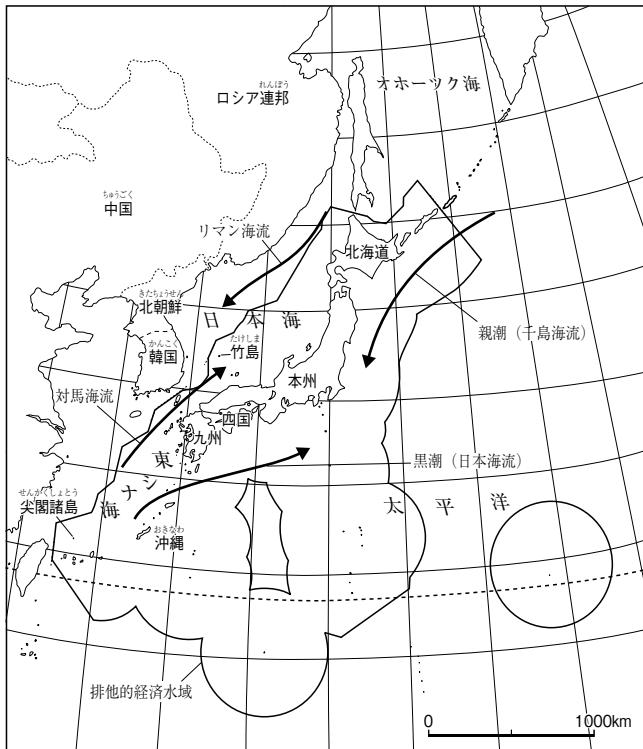 オホーツク海
れんぽう
ロシア連邦
ちゅうごく
中国
リマン海流
北海道
きたちょうせん
北朝鮮
日本海
かんこく
韓国
たけしま
竹島
親潮（千島海流）
本州
対馬海流
四国
九州
東シナ海
黒潮（日本海流）
せんかくしょとう
尖閣諸島
太平洋
おきなわ
沖縄
排他的経済水域
0 1000km